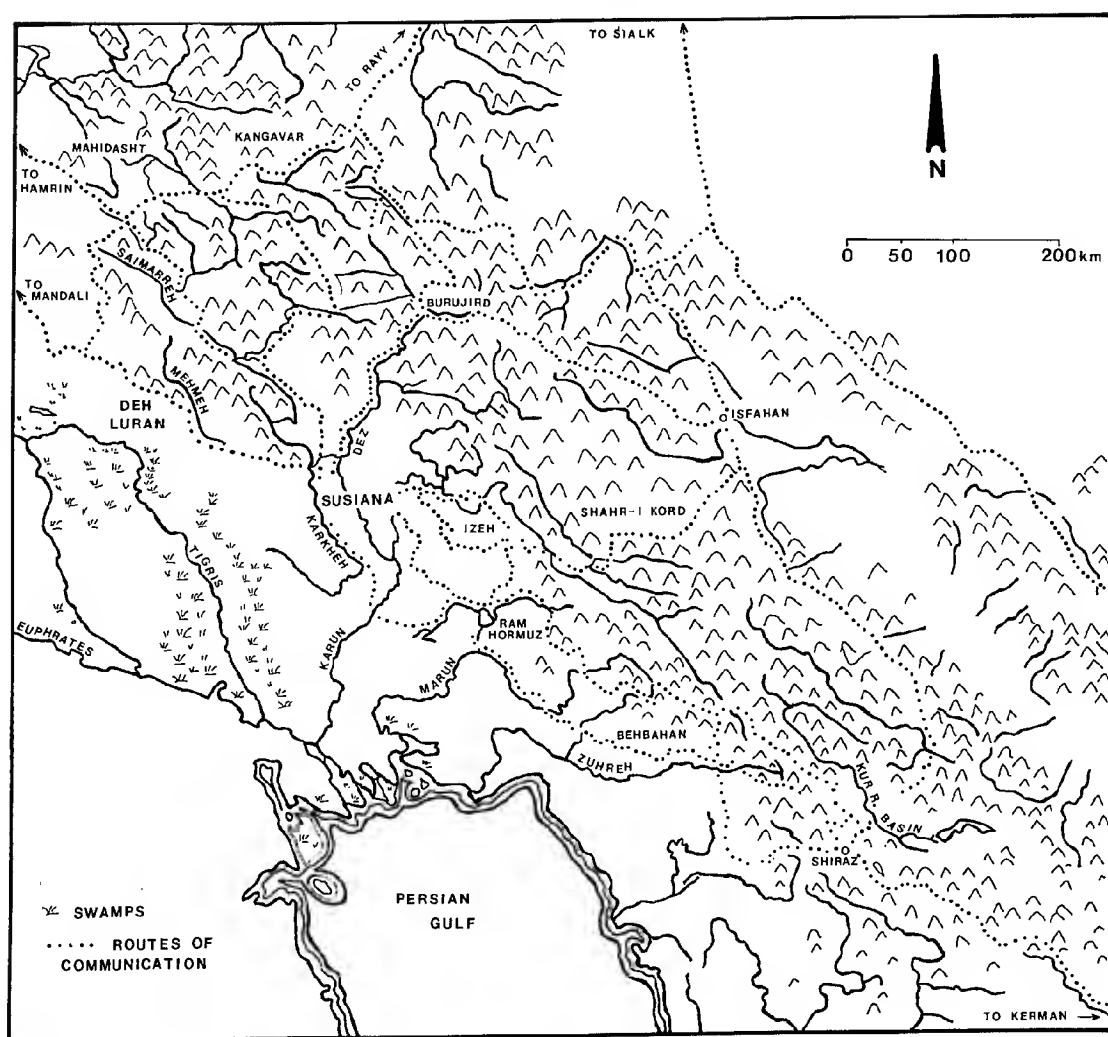 TO SIALK
TO RAYY
KANGAVAR
MAHIDASHT
TO
HAMRIN
N
0 50 100 200 km
SAIMARREH
TO
MANDALI
BURUJIRD
MEHMEH
DEH
LURAN
DEZ
ISFAHAN
SUSIANA
IZEH
SHAHR-I KORD
KARKHEH
TIGRIS
RAM
HORMUZ
EUPHRATES
KARUN
MARUN
BEHBAHAN
ZUHREH
KUR R. BASIN
SHIRAZ
PERSIAN
GULF
SWAMPS
ROUTES OF
COMMUNICATION
TO KERMAN